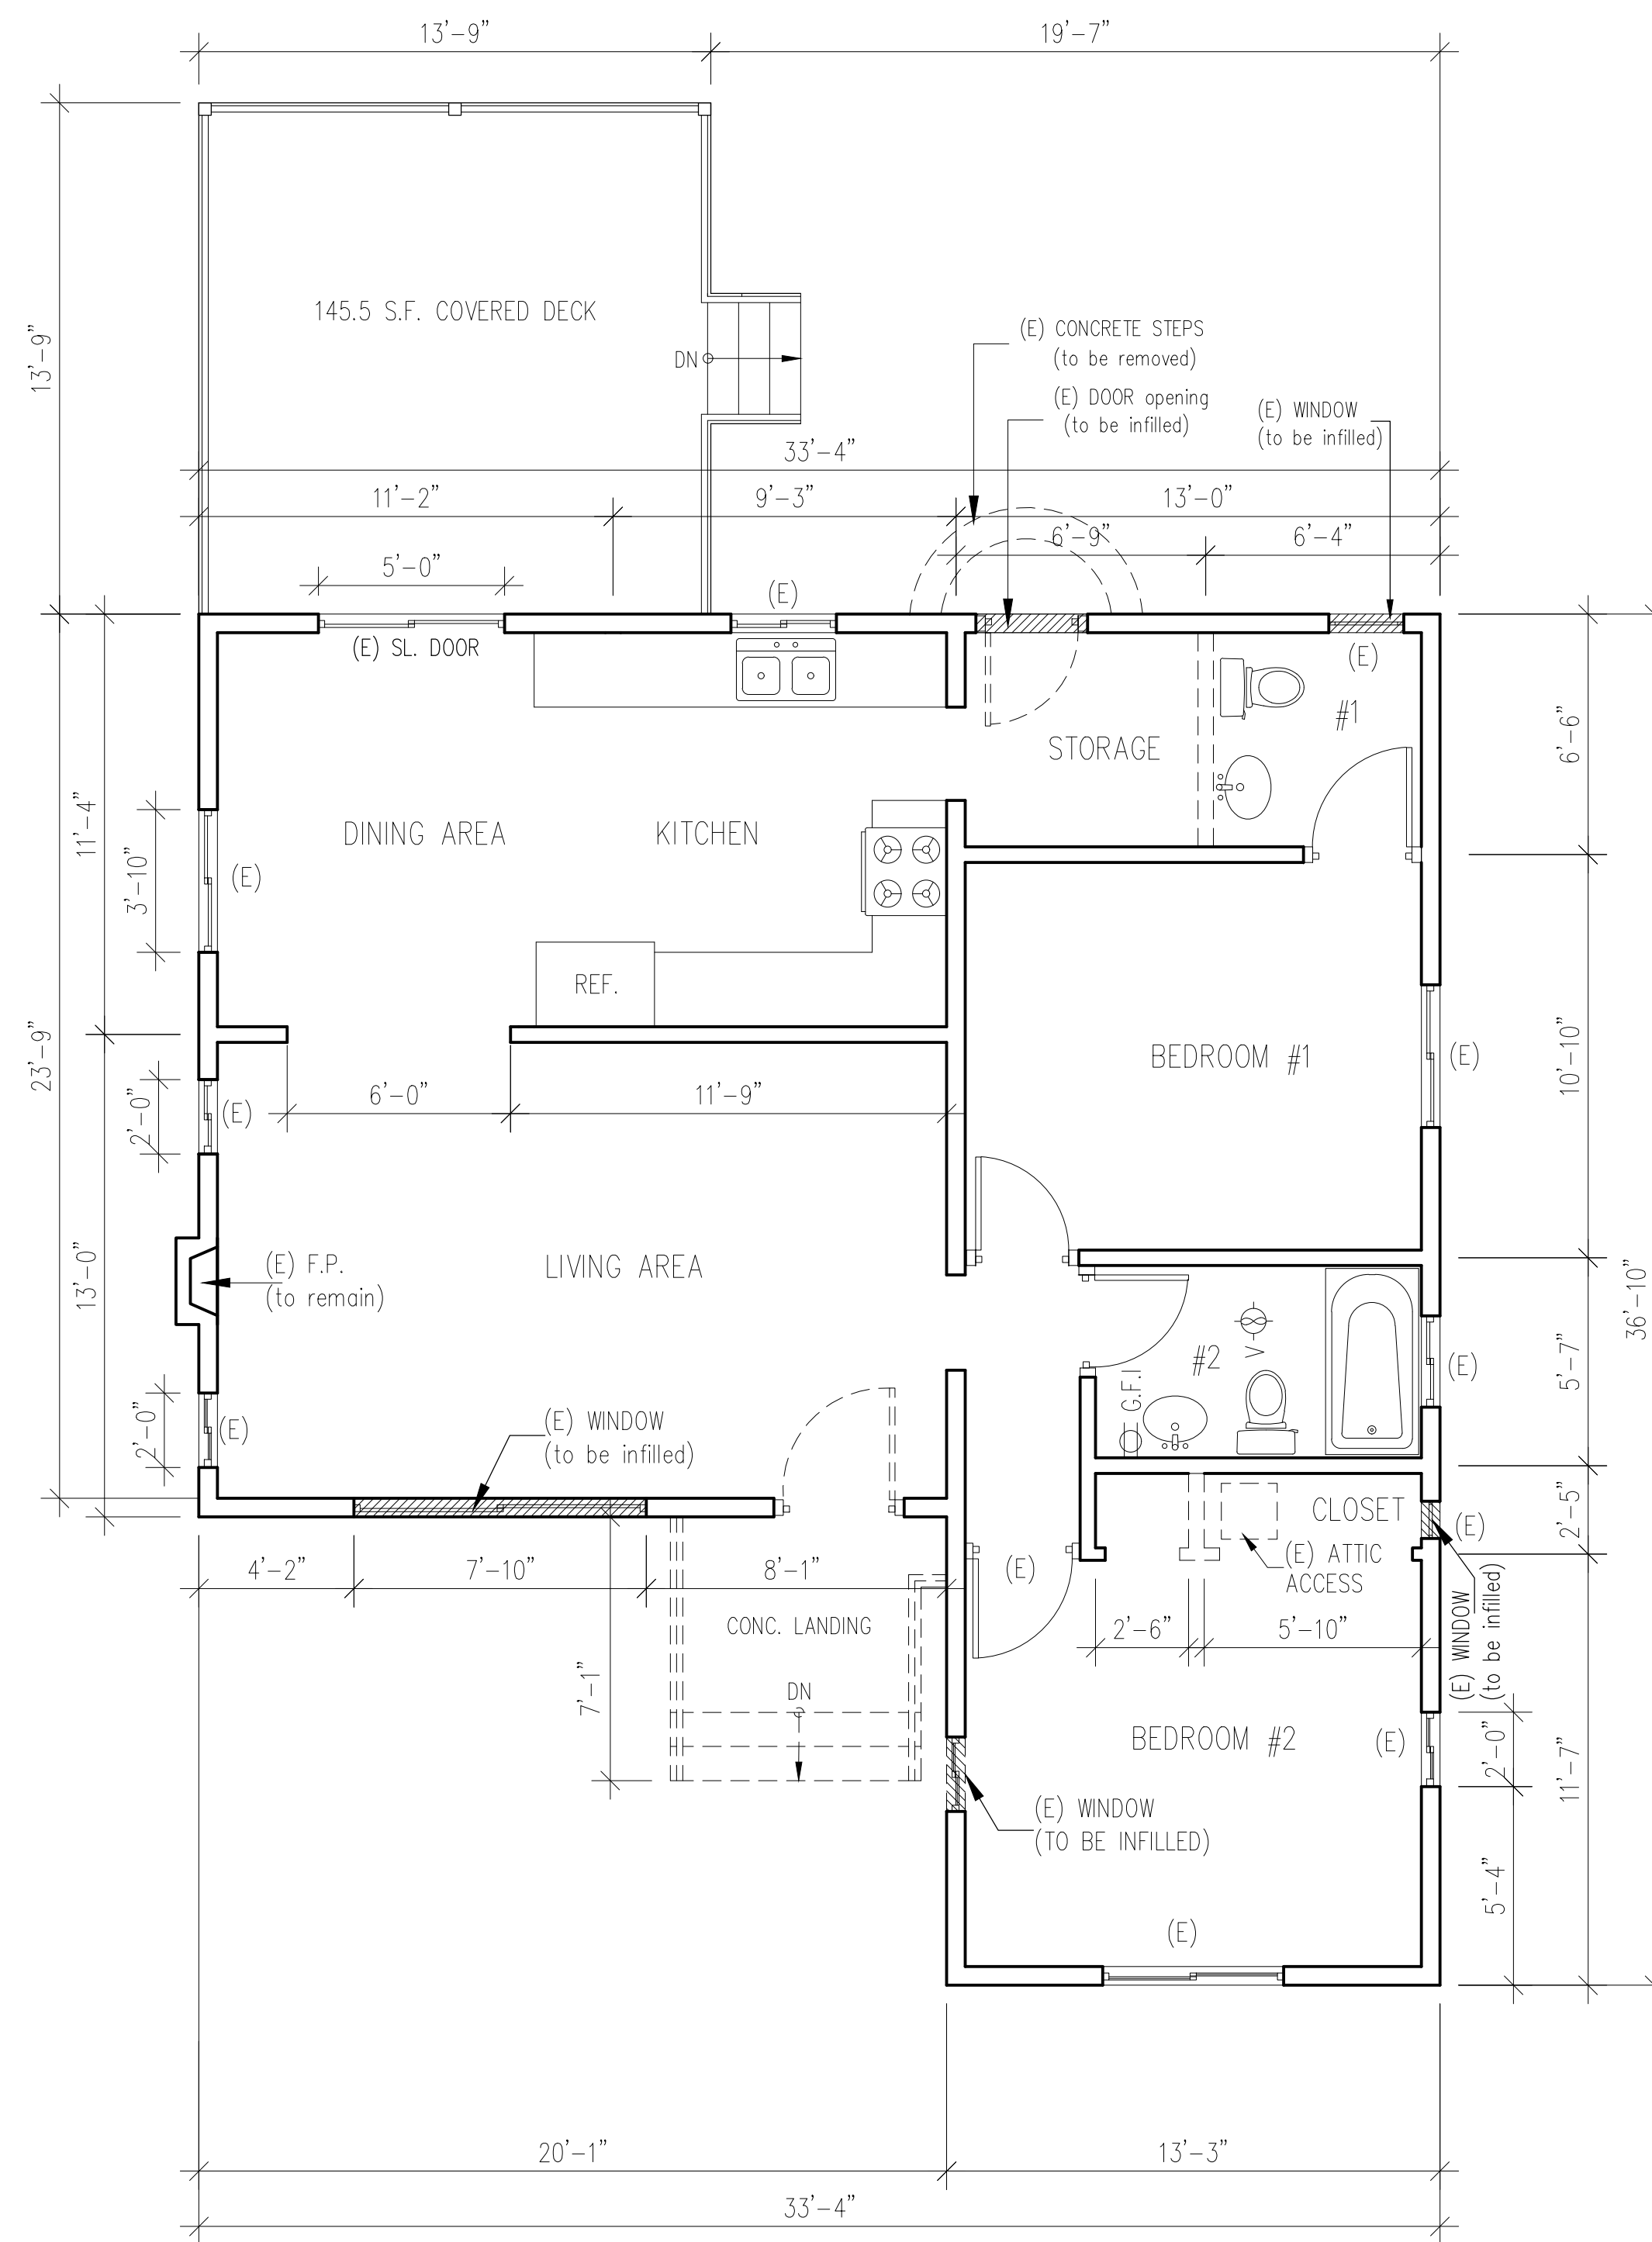 13'-9"
19'-7"
145.5 S.F. COVERED DECK
13'-9"
DN
(E) CONCRETE STEPS
(to be removed)
(E) DOOR opening
(to be infilled)
(E) WINDOW
(to be infilled)
33'-4"
11'-2"
9'-3"
13'-0"
6'-9"
6'-4"
5'-0"
(E)
(E) SL. DOOR
(E)
#1
STORAGE
6'-6"
11'-4"
3'-10"
(E)
DINING AREA
KITCHEN
REF.
23'-9"
BEDROOM #1
(E)
10'-10"
2'-0"
(E)
6'-0"
11'-9"
13'-0"
(E) F.P.
(to remain)
LIVING AREA
36'-10"
#2
V
G.F.I
(E)
5'-7"
2'-0"
(E)
(E) WINDOW
(to be infilled)
CLOSET
(E)
2'-5"
(E) ATTIC
ACCESS
(E)
4'-2"
7'-10"
8'-1"
CONC. LANDING
7'-1"
DN
2'-6"
5'-10"
(E) WINDOW
(to be infilled)
BEDROOM #2
(E)
2'-0"
11'-7"
(E) WINDOW
(TO BE INFILLED)
5'-4"
(E)
20'-1"
13'-3"
33'-4"